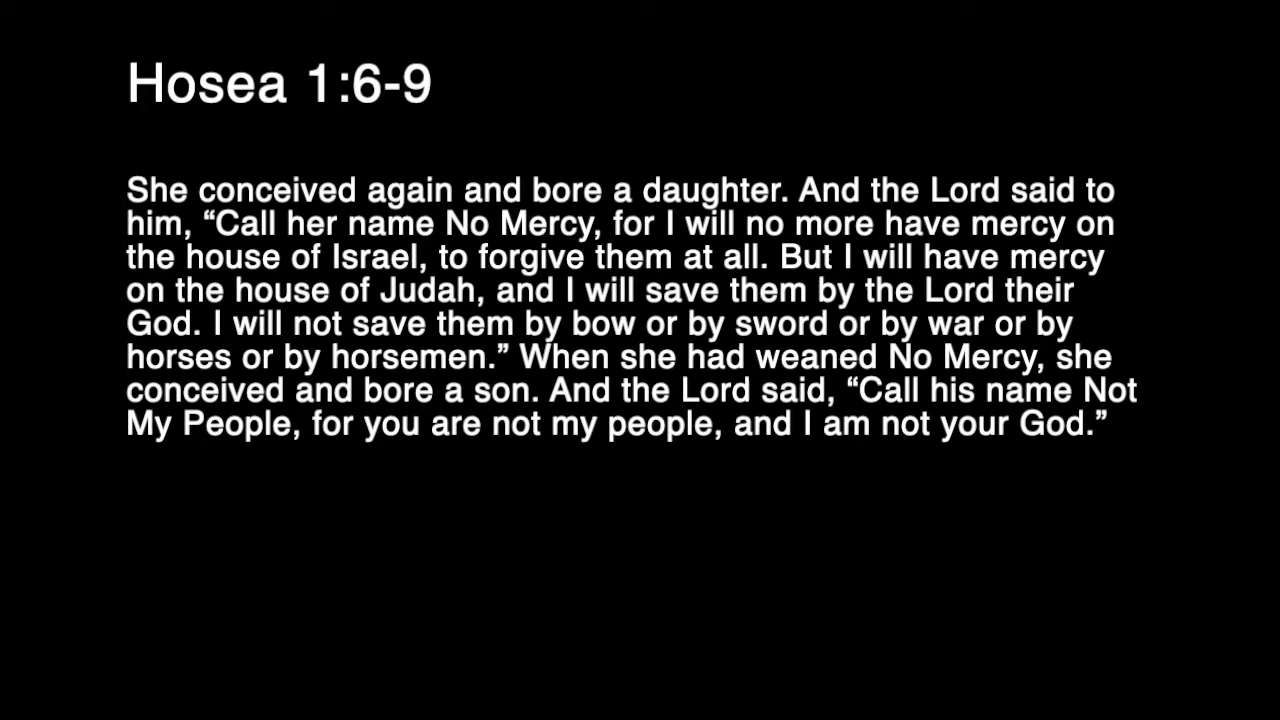 Hosea 1:6-9
She conceived again and bore a daughter. And the Lord said to
him, “Call her name No Mercy, for I will no more have mercy on
the house of Israel, to forgive them at all. But I will have mercy
on the house of Judah, and I will save them by the Lord their
God. I will not save them by bow or by sword or by war or by
horses or by horsemen.” When she had weaned No Mercy, she
conceived and bore a son. And the Lord said, “Call his name Not
My People, for you are not my people, and I am not your God.”